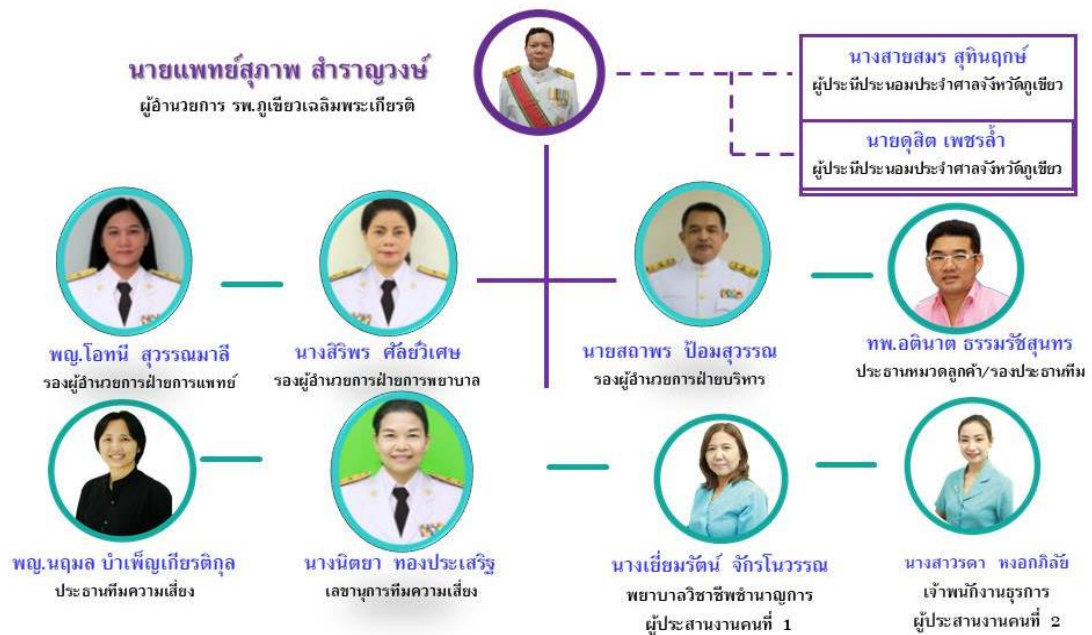 นายแพทย์สุภาพ สำราญวงษ์
ผู้อำนวยการ รพ.ภูเขียวเฉลิมพระเกียรติ
นางสายสมร สุทินฤกษ์
ผู้ประนีประนอมประจำศาลจังหวัดภูเขียว
นายดุสิต เพชรล้ำ
ผู้ประนีประนอมประจำศาลจังหวัดภูเขียว
พญ.โอทนี สุวรรณมาลี
รองผู้อำนวยการฝ่ายการแพทย์
นางสิริพร ศัลย์วิเศษ
รองผู้อำนวยการฝ่ายการพยาบาล
นายสถาพร ป้อมสุวรรณ
รองผู้อำนวยการฝ่ายบริหาร
ทพ.อตินาต ธรรมรัชสุนทร
ประธานหมวดลูกค้า/รองประธานทีม
พญ.นฤมล บำเพ็ญเกียรติกุล
ประธานทีมความเสี่ยง
นางนิตยา ทองประเสริฐ
เลขานุการทีมความเสี่ยง
นางเยี่ยมรัตน์ จักรโนวรรณ
พยาบาลวิชาชีพชำนาญการ
ผู้ประสานงานคนที่ 1
นางสาวรดา หงอกภิลัย
เจ้าพนักงานธุรการ
ผู้ประสานงานคนที่ 2